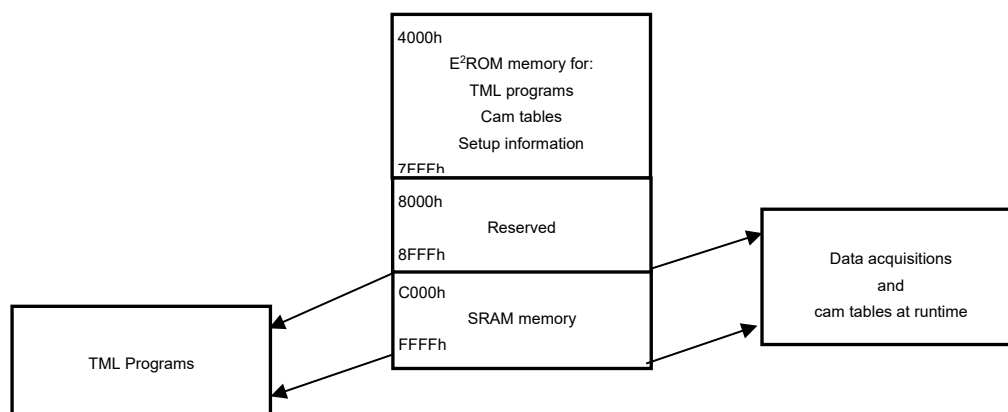 4000h
E²ROM memory for:
TML programs
Cam tables
Setup information
7FFFh
8000h
Reserved
8FFFh
C000h
SRAM memory
FFFFh
Data acquisitions
and
cam tables at runtime
TML Programs